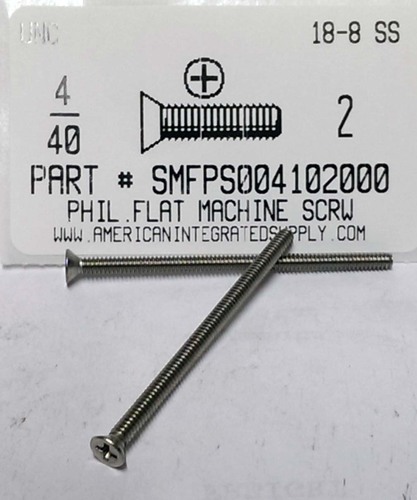 UNC 18-8 SS
4/40 2
PART # SMFPS004102000
PHIL.FLAT MACHINE SCRW
WWW.AMERICANINTEGRATEDSUPPLY.COM